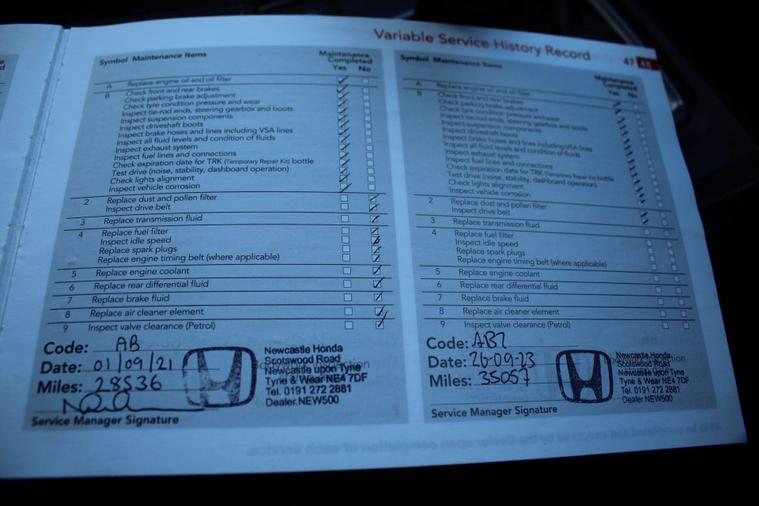 Variable Service History Record
47 48
Symbol Maintenance Items
Maintenance
Completed
Yes No
A Replace engine oil and oil filter
B Check front and rear brakes
Check parking brake adjustment
Check tyre condition pressure and wear
Inspect tie-rod ends, steering gearbox and boots
Inspect suspension components
Inspect driveshaft boots
Inspect brake hoses and lines including VSA lines
Inspect all fluid levels and condition of fluids
Inspect exhaust system
Inspect fuel lines and connections
Check expiration date for TRK (Temporary Repair Kit) bottle
Test drive (noise, stability, dashboard operation)
Check lights alignment
Inspect vehicle corrosion
2 Replace dust and pollen filter
Inspect drive belt
3 Replace transmission fluid
4 Replace fuel filter
Inspect idle speed
Replace spark plugs
Replace engine timing belt (where applicable)
5 Replace engine coolant
6 Replace rear differential fluid
7 Replace brake fluid
8 Replace air cleaner element
9 Inspect valve clearance (Petrol)
Code: AB
Date: 01/09/21
Miles: 28536
Service Manager Signature
Newcastle Honda
Scotswood Road
Newcastle upon Tyne
Tyne & Wear NE4 7DF
Tel. 0191 272 2881
Dealer.NEW500
Symbol Maintenance Items
Maintenance
Completed
Yes No
A Replace engine oil and oil filter
B Check front and rear brakes
Check parking brake adjustment
Check tyre condition pressure and wear
Inspect tie-rod ends, steering gearbox and boots
Inspect suspension components
Inspect driveshaft boots
Inspect brake hoses and lines including VSA lines
Inspect all fluid levels and condition of fluids
Inspect exhaust system
Inspect fuel lines and connections
Check expiration date for TRK (Temporary Repair Kit) bottle
Test drive (noise, stability, dashboard operation)
Check lights alignment
Inspect vehicle corrosion
2 Replace dust and pollen filter
Inspect drive belt
3 Replace transmission fluid
4 Replace fuel filter
Inspect idle speed
Replace spark plugs
Replace engine timing belt (where applicable)
5 Replace engine coolant
6 Replace rear differential fluid
7 Replace brake fluid
8 Replace air cleaner element
9 Inspect valve clearance (Petrol)
Code: AB7
Date: 26-09-23
Miles: 35057
Service Manager Signature
Newcastle Honda
Scotswood Road
Newcastle upon Tyne
Tyne & Wear NE4 7DF
Tel. 0191 272 2881
Dealer.NEW500